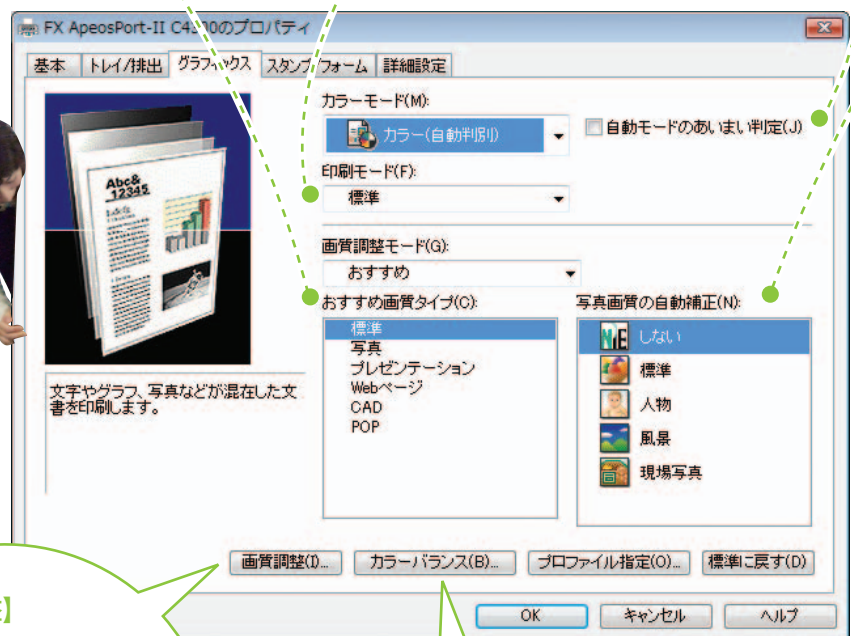 FX ApeosPort-II C4300のプロパティ
基本 トレイ/排出 グラフィックス スタンプ/フォーム 詳細設定
カラーモード(M):
カラー(自動判別)
自動モードのあいまい判定(J)
印刷モード(F):
標準
画質調整モード(G):
おすすめ
おすすめ画質タイプ(C):
標準
写真
プレゼンテーション
Webページ
CAD
POP
写真画質の自動補正(N):
しない
標準
人物
風景
現場写真
Abc&
12345
文字やグラフ、写真などが混在した文
書を印刷します。
画質調整(I)... カラーバランス(B)... プロファイル指定(O)... 標準に戻す(D)
OK キャンセル ヘルプ